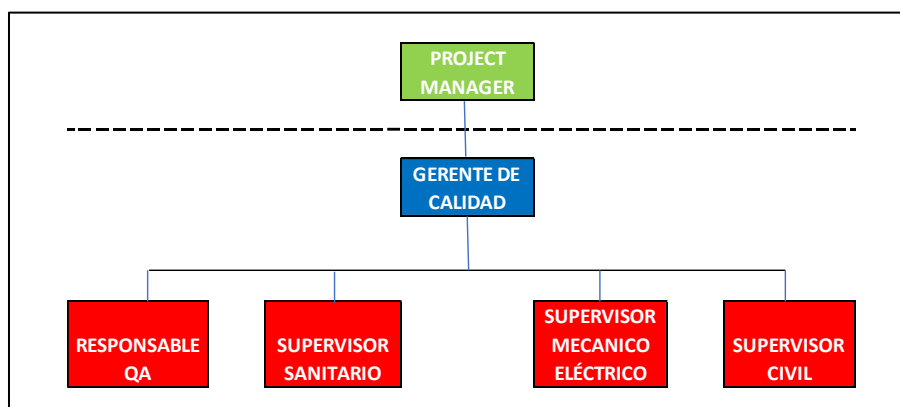 PROJECT
MANAGER
GERENTE DE
CALIDAD
RESPONSABLE
QA
SUPERVISOR
SANITARIO
SUPERVISOR
MECANICO
ELÉCTRICO
SUPERVISOR
CIVIL